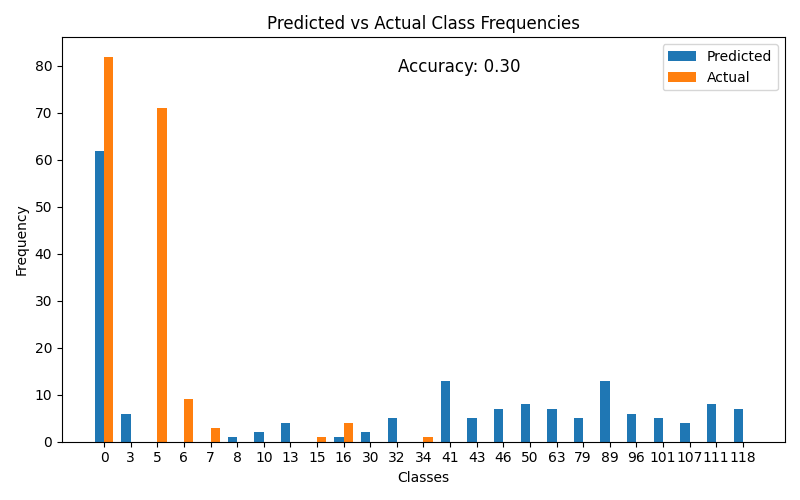 Predicted vs Actual Class Frequencies
Accuracy: 0.30
Predicted
Actual
Frequency
80
70
60
50
40
30
20
10
0
0 3 5 6 7 8 10 13 15 16 30 32 34 41 43 46 50 63 79 89 96 101 107 111 118
Classes